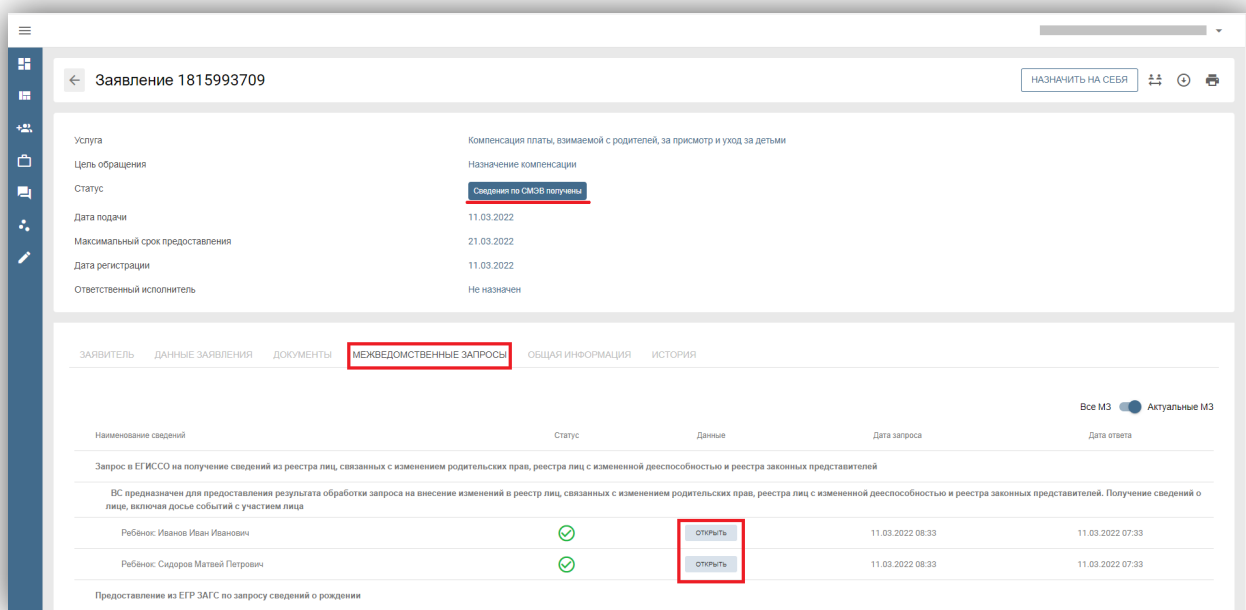 Заявление 1815993709
НАЗНАЧИТЬ НА СЕБЯ
Услуга
Компенсация платы, взимаемой с родителей, за присмотр и уход за детьми
Цель обращения
Назначение компенсации
Статус
Сведения по СМЭВ получены
Дата подачи
11.03.2022
Максимальный срок предоставления
21.03.2022
Дата регистрации
11.03.2022
Ответственный исполнитель
Не назначен
ЗАЯВИТЕЛЬ ДАННЫЕ ЗАЯВЛЕНИЯ ДОКУМЕНТЫ МЕЖВЕДОМСТВЕННЫЕ ЗАПРОСЫ ОБЩАЯ ИНФОРМАЦИЯ ИСТОРИЯ
Все МЗ Актуальные МЗ
Наименование сведений Статус Данные Дата запроса Дата ответа
Запрос в ЕГИССО на получение сведений из реестра лиц, связанных с изменением родительских прав, реестра лиц с измененной дееспособностью и реестра законных представителей
ВС предназначен для предоставления результата обработки запроса на внесение изменений в реестр лиц, связанных с изменением родительских прав, реестра лиц с измененной дееспособностью и реестра законных представителей. Получение сведений о
лице, включая досье событий с участием лица
Ребёнок: Иванов Иван Иванович ОТКРЫТЬ 11.03.2022 08:33 11.03.2022 07:33
Ребёнок: Сидоров Матвей Петрович ОТКРЫТЬ 11.03.2022 08:33 11.03.2022 07:33
Предоставление из ЕГР ЗАГС по запросу сведений о рождении